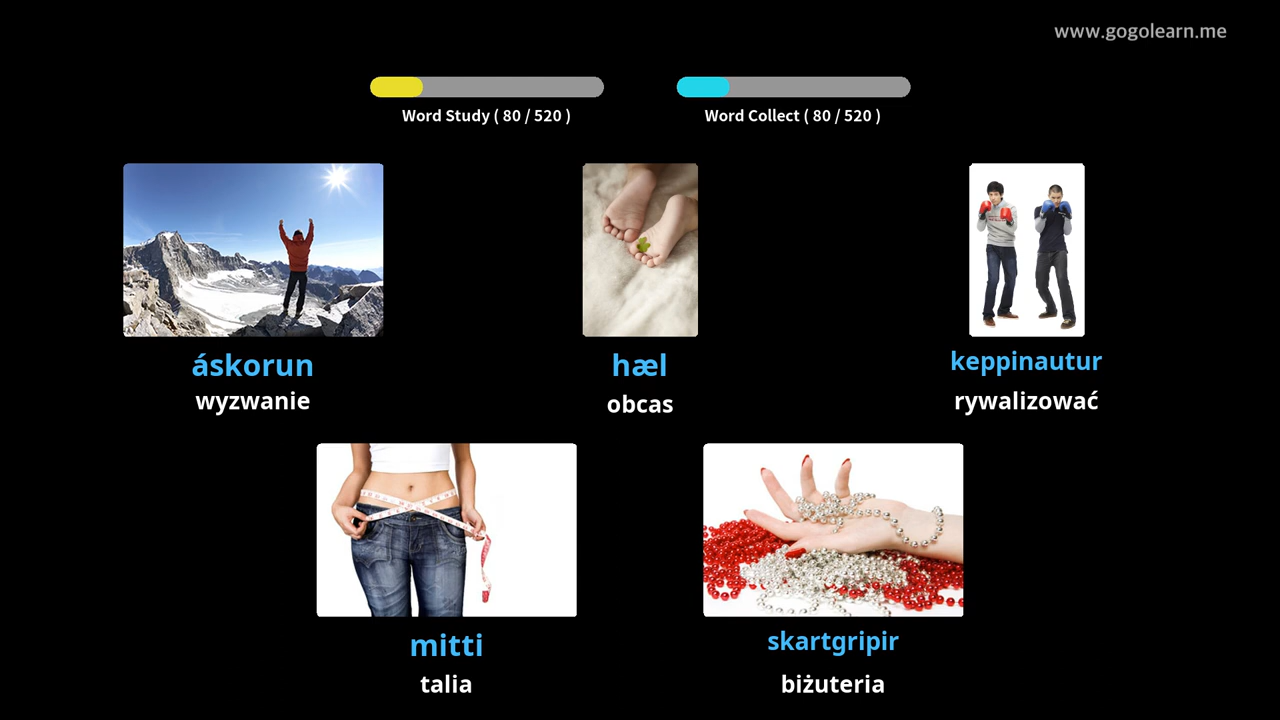 www.gogolearn.me
Word Study ( 80 / 520 )
Word Collect ( 80 / 520 )
áskorun
wyzwanie
hæl
obcas
keppinautur
rywalizować
mitti
talia
skartgripir
biżuteria